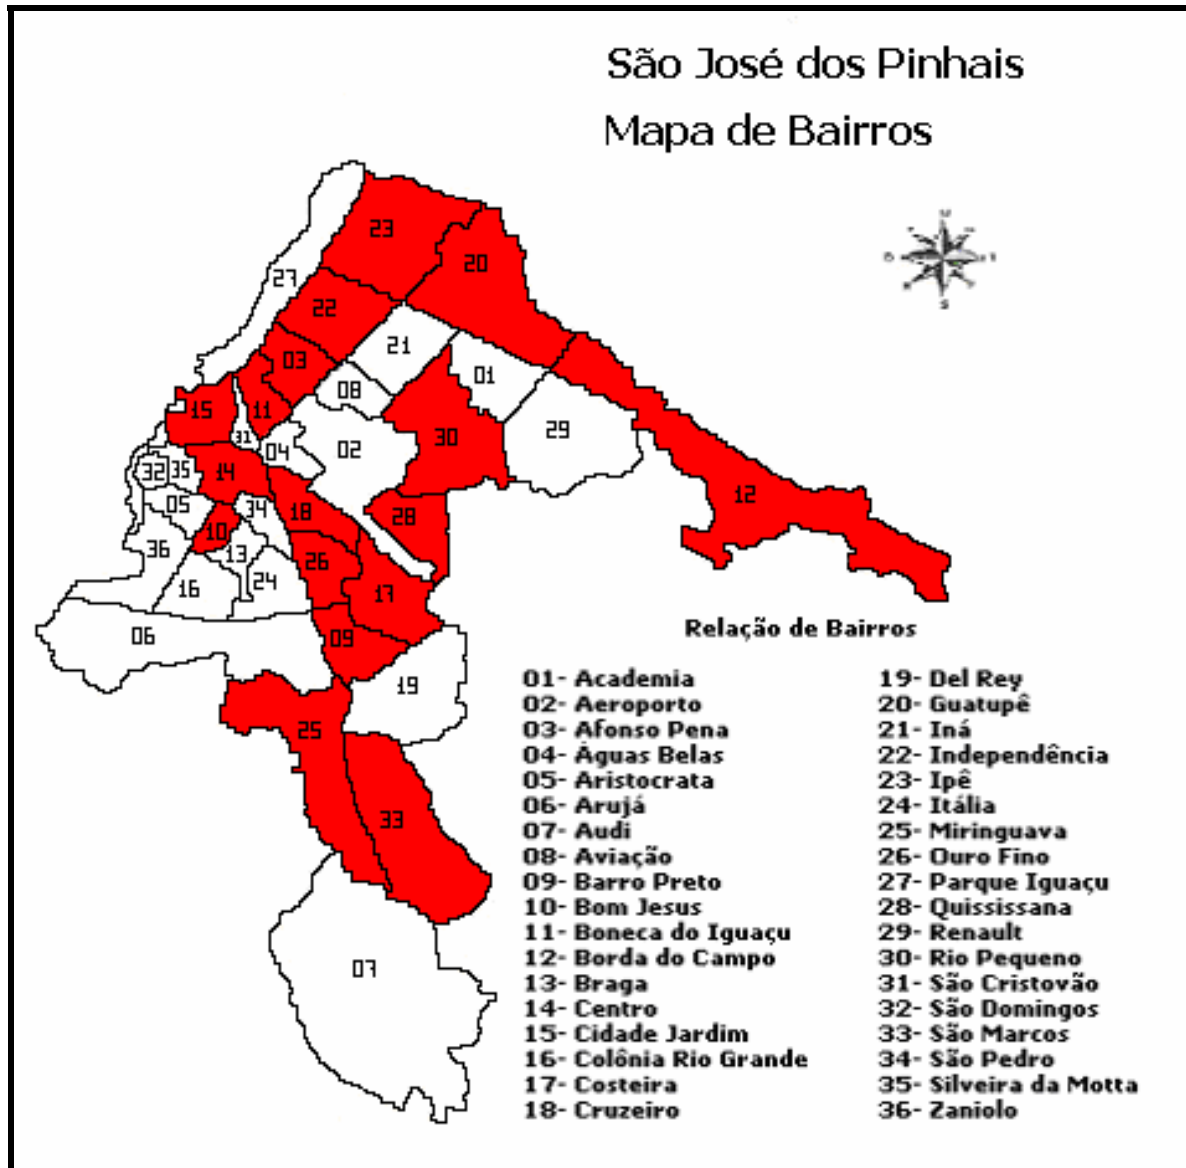 São José dos Pinhais
Mapa de Bairros
23
20
27
22
21
03
01
08
15
11
31
04
02
30
29
32
35
14
12
05
34
18
28
10
36
13
26
16
24
17
06
09
19
25
33
07
Relação de Bairros
01- Academia
02- Aeroporto
03- Afonso Pena
04- Águas Belas
05- Aristocrata
06- Arujá
07- Audi
08- Aviação
09- Barro Preto
10- Bom Jesus
11- Boneca do Iguaçu
12- Borda do Campo
13- Braga
14- Centro
15- Cidade Jardim
16- Colônia Rio Grande
17- Costeira
18- Cruzeiro
19- Del Rey
20- Guatupê
21- Iná
22- Independência
23- Ipê
24- Itália
25- Miringuava
26- Ouro Fino
27- Parque Iguaçu
28- Quississana
29- Renault
30- Rio Pequeno
31- São Cristovão
32- São Domingos
33- São Marcos
34- São Pedro
35- Silveira da Motta
36- Zaniolo